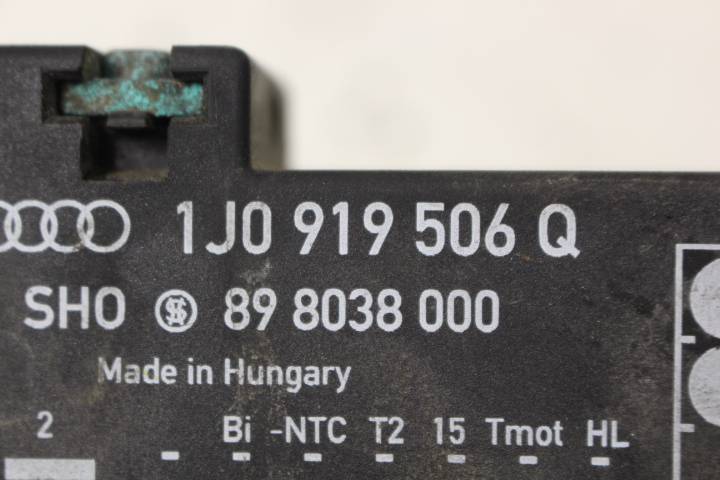 1J0 919 506 Q
SHO 89 8038 000
Made in Hungary
2 Bi -NTC T2 15 Tmot HL